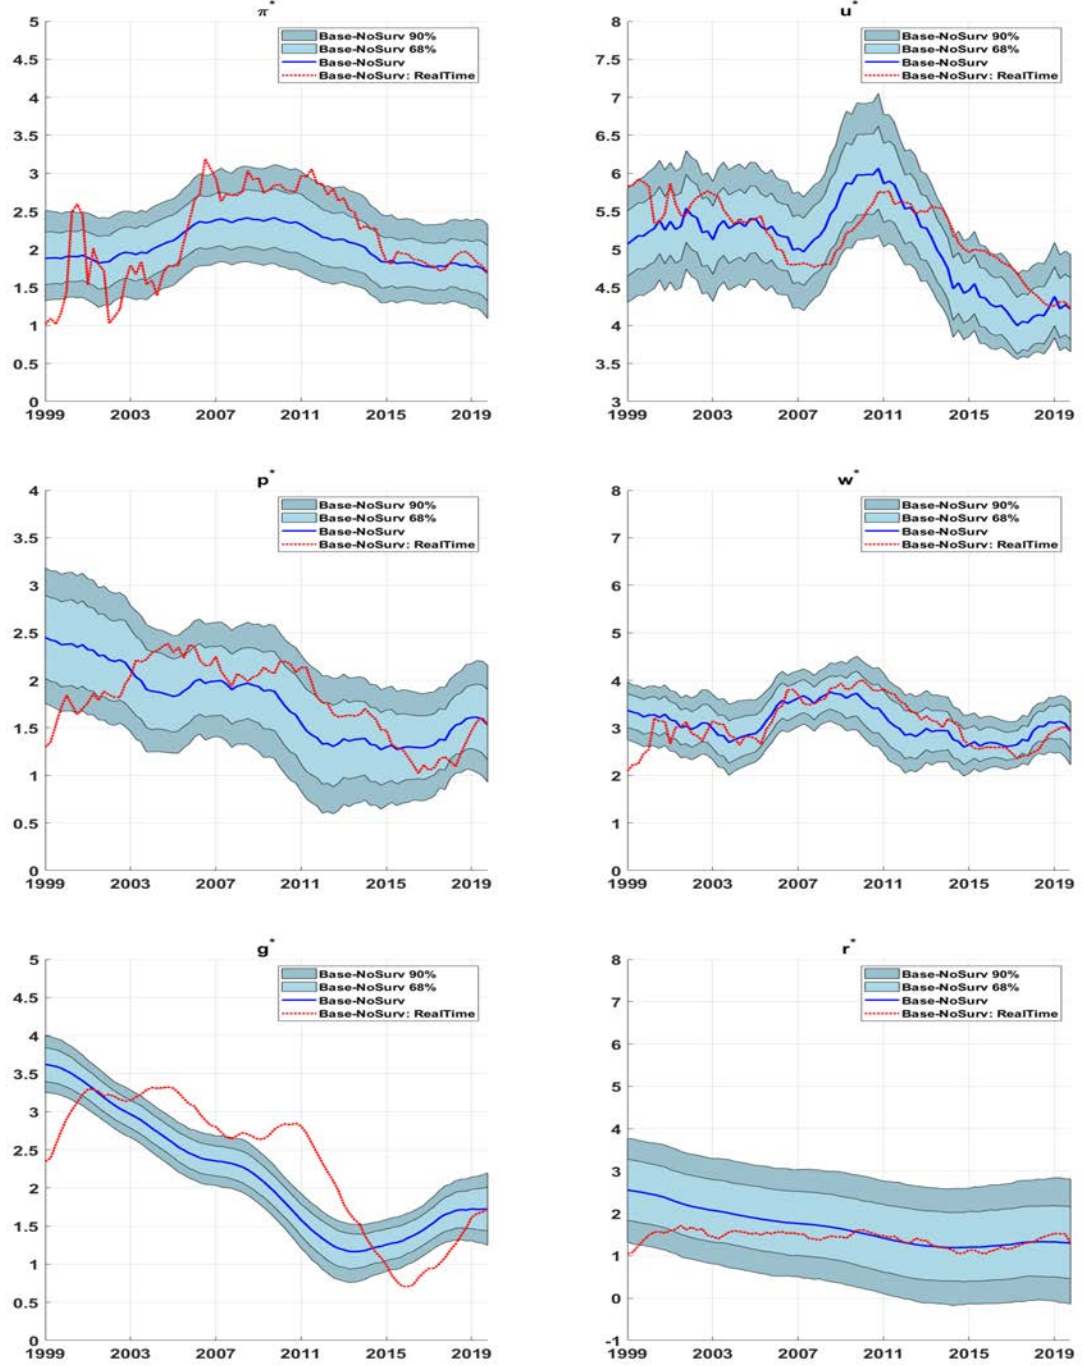 π*
5
4.5
4
3.5
3
2.5
2
1.5
1
0.5
0
1999 2003 2007 2011 2015 2019
Base-NoSurv 90%
Base-NoSurv 68%
Base-NoSurv
Base-NoSurv: RealTime
u*
8
7.5
7
6.5
6
5.5
5
4.5
4
3.5
3
1999 2003 2007 2011 2015 2019
Base-NoSurv 90%
Base-NoSurv 68%
Base-NoSurv
Base-NoSurv: RealTime
p*
4
3.5
3
2.5
2
1.5
1
0.5
0
1999 2003 2007 2011 2015 2019
Base-NoSurv 90%
Base-NoSurv 68%
Base-NoSurv
Base-NoSurv: RealTime
w*
8
7
6
5
4
3
2
1
0
1999 2003 2007 2011 2015 2019
Base-NoSurv 90%
Base-NoSurv 68%
Base-NoSurv
Base-NoSurv: RealTime
g*
5
4.5
4
3.5
3
2.5
2
1.5
1
0.5
0
1999 2003 2007 2011 2015 2019
Base-NoSurv 90%
Base-NoSurv 68%
Base-NoSurv
Base-NoSurv: RealTime
r*
8
7
6
5
4
3
2
1
0
-1
1999 2003 2007 2011 2015 2019
Base-NoSurv 90%
Base-NoSurv 68%
Base-NoSurv
Base-NoSurv: RealTime